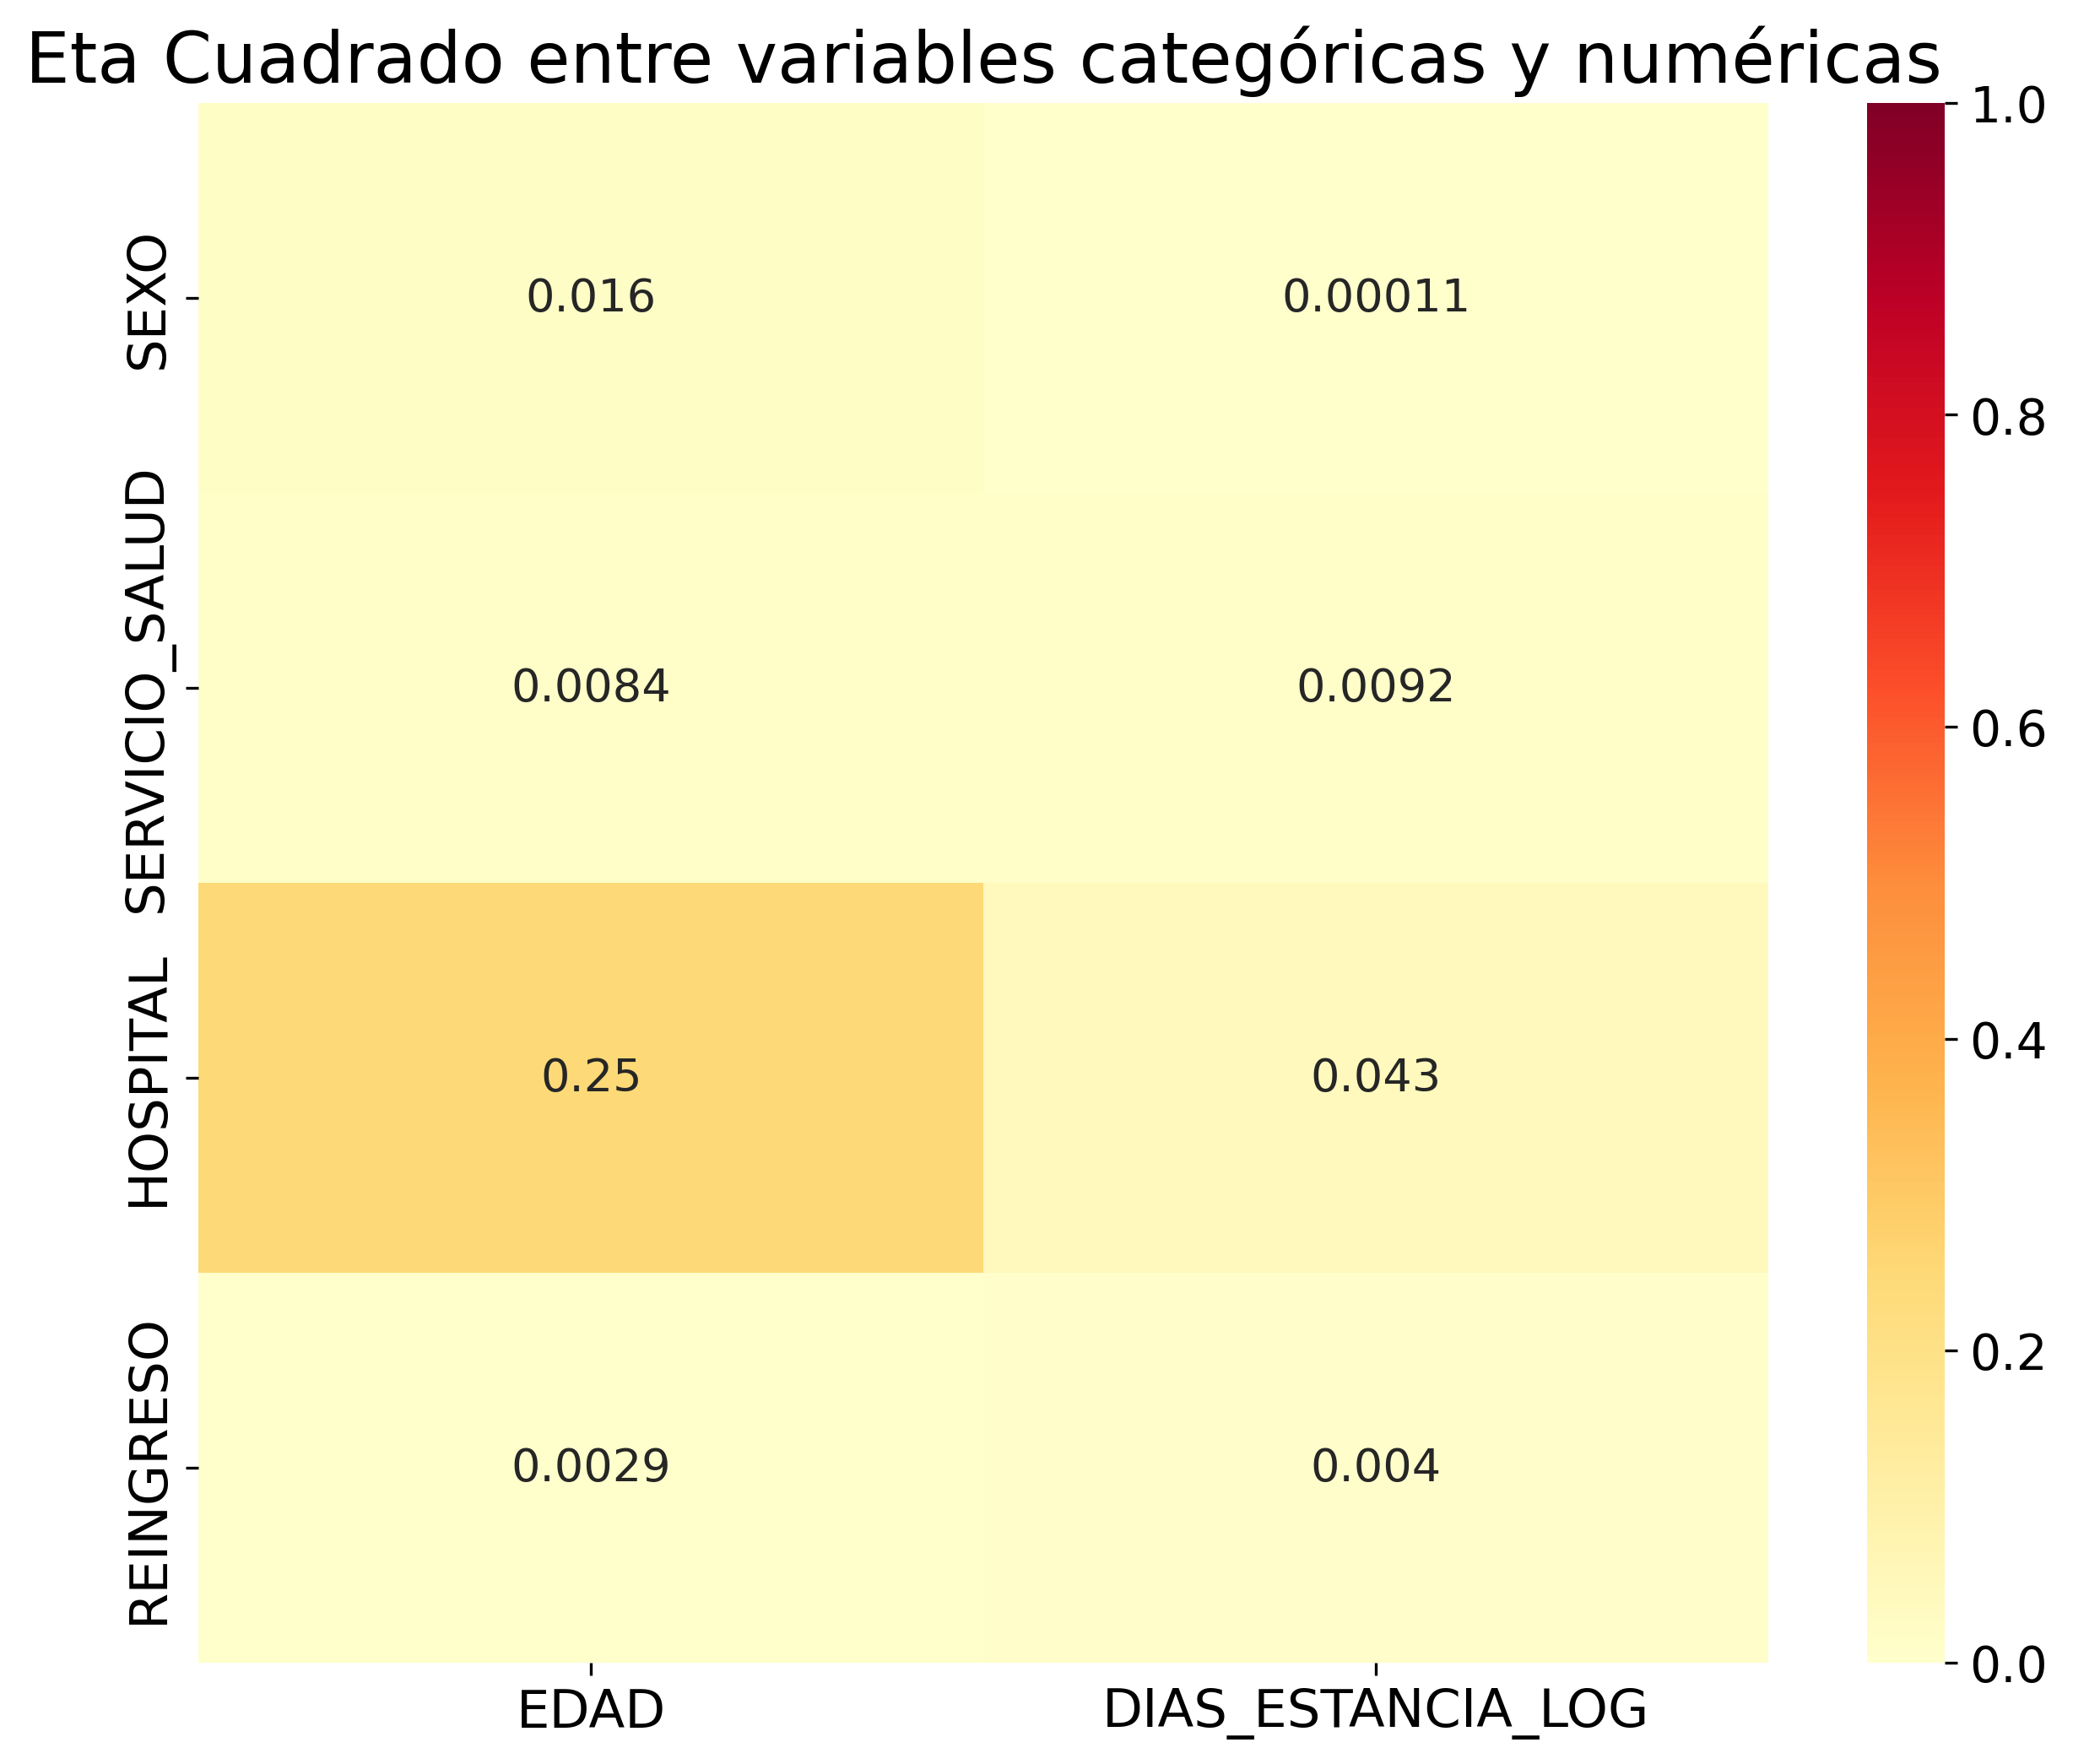 Eta Cuadrado entre variables categóricas y numéricas
SEXO
SERVICIO_SALUD
HOSPITAL
REINGRESO
0.016
0.00011
0.0084
0.0092
0.25
0.043
0.0029
0.004
EDAD
DIAS_ESTANCIA_LOG
1.0
0.8
0.6
0.4
0.2
0.0